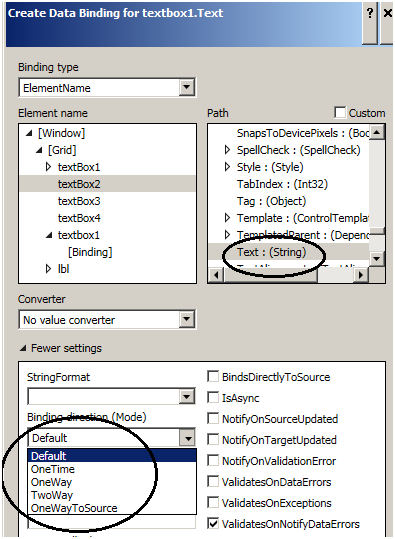 Create Data Binding for textbox1.Text
?
Binding type
ElementName
Element name
[Window]
[Grid]
textBox1
textBox2
textBox3
textBox4
textbox1
[Binding]
lbl
Path
Custom
SnapsToDevicePixels : (Boo
SpellCheck : (SpellCheck)
Style : (Style)
TabIndex : (Int32)
Tag : (Object)
Template : (ControlTemplat
TemplatedParent : (Depend
Text : (String)
Converter
No value converter
Fewer settings
StringFormat
Binding direction (Mode)
Default
Default
OneTime
OneWay
TwoWay
OneWayToSource
BindsDirectlyToSource
IsAsync
NotifyOnSourceUpdated
NotifyOnTargetUpdated
NotifyOnValidationError
ValidatesOnDataErrors
ValidatesOnExceptions
ValidatesOnNotifyDataErrors